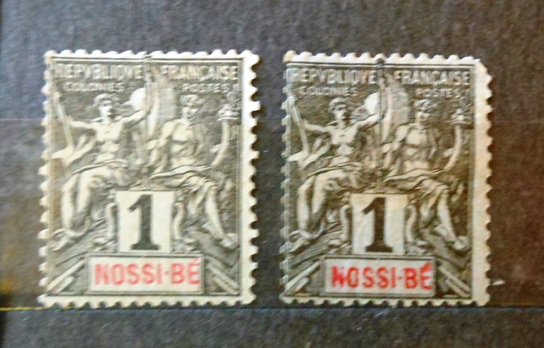 REPVBLIQVE FRANÇAISE
COLONIES POSTES
1
NOSSI-BÉ
REPVBLIQVE FRANÇAISE
COLONIES POSTES
1
NOSSI-BÉ